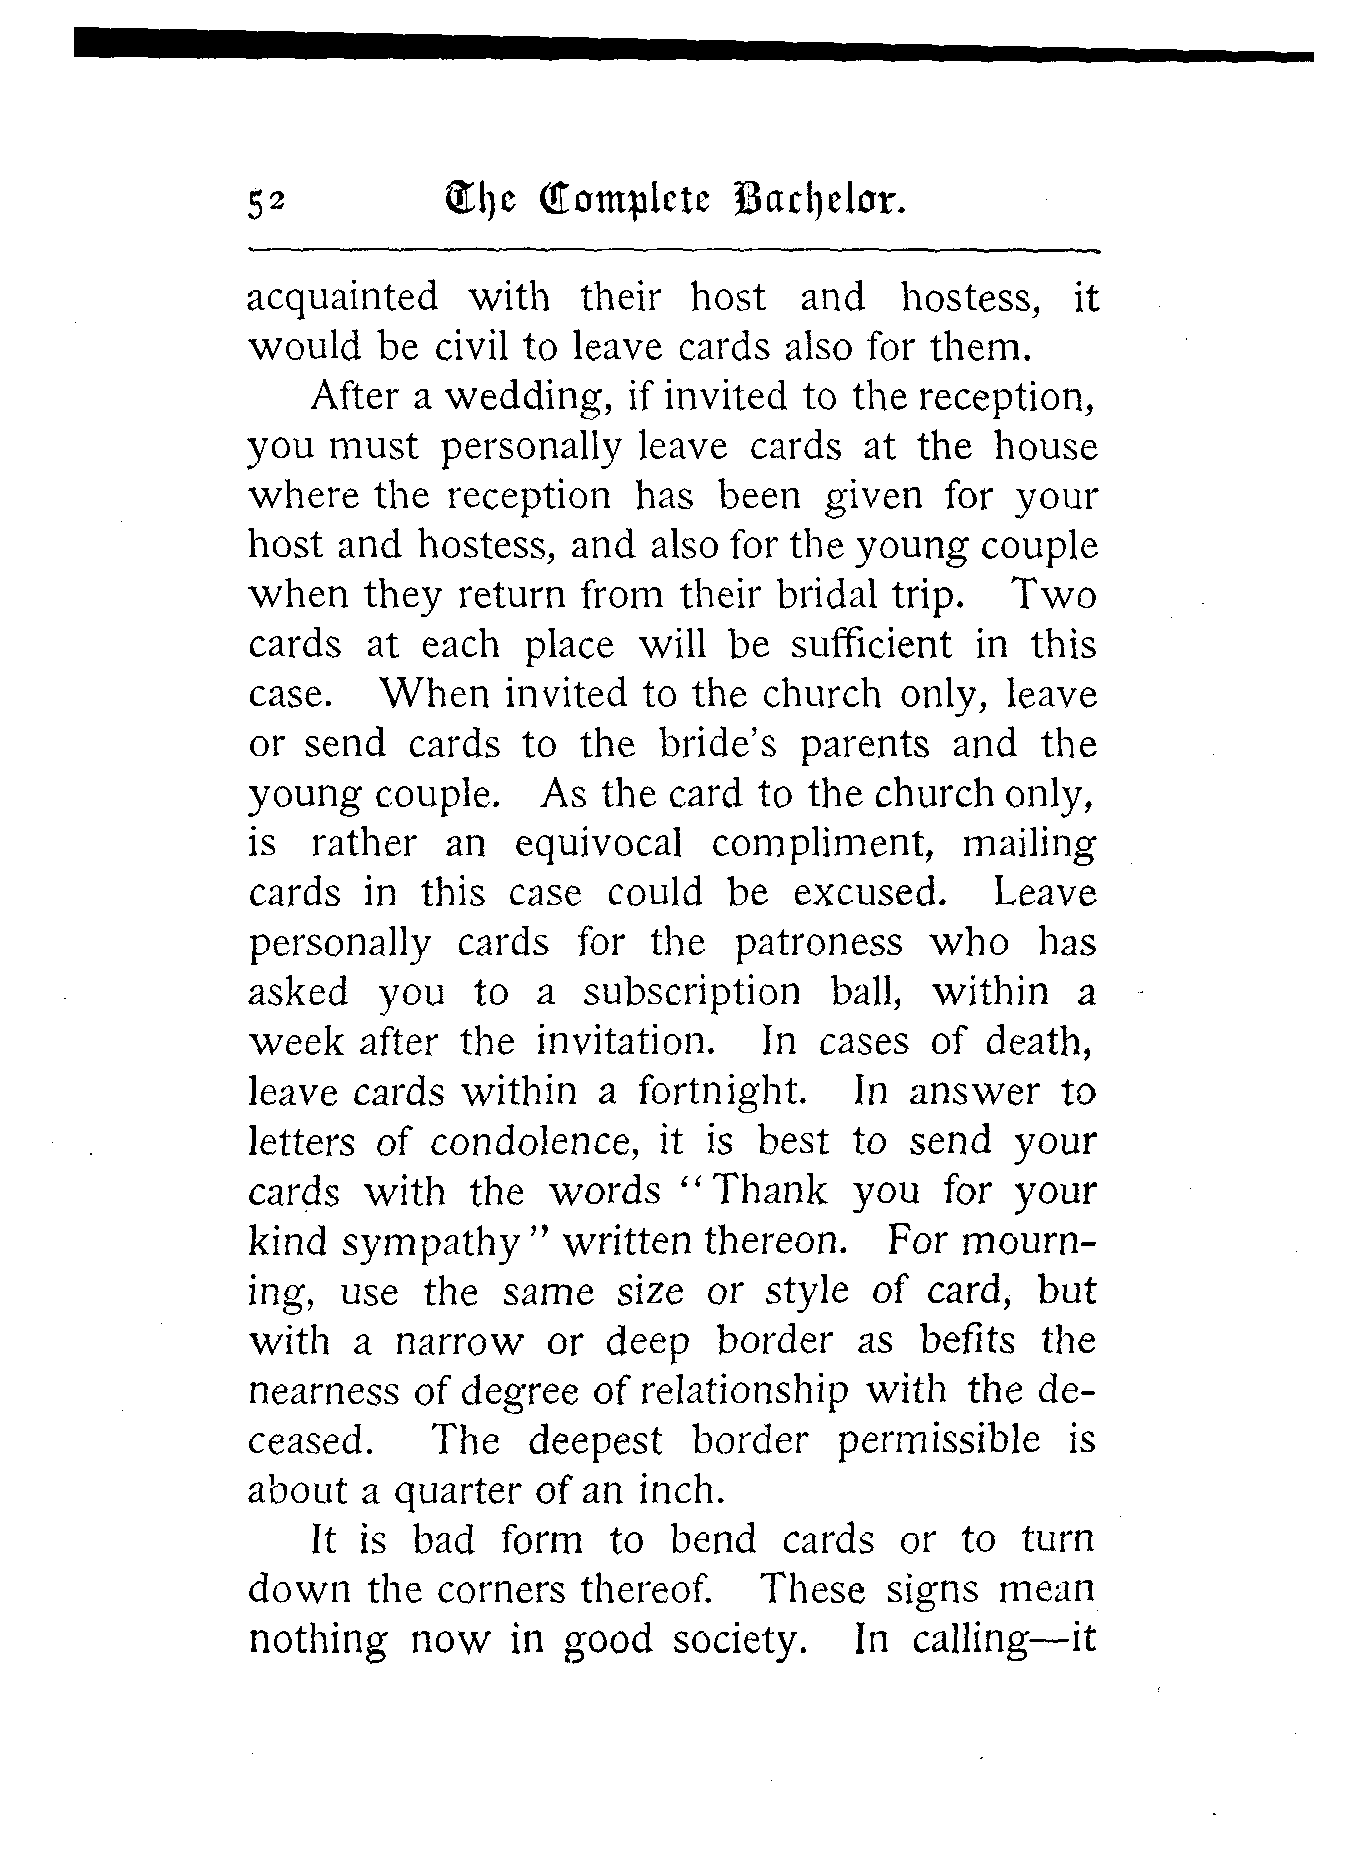 52 The Complete Bachelor.
acquainted with their host and hostess, it
would be civil to leave cards also for them.
After a wedding, if invited to the reception,
you must personally leave cards at the house
where the reception has been given for your
host and hostess, and also for the young couple
when they return from their bridal trip. Two
cards at each place will be sufficient in this
case. When invited to the church only, leave
or send cards to the bride's parents and the
young couple. As the card to the church only,
is rather an equivocal compliment, mailing
cards in this case could be excused. Leave
personally cards for the patroness who has
asked you to a subscription ball, within a
week after the invitation. In cases of death,
leave cards within a fortnight. In answer to
letters of condolence, it is best to send your
cards with the words "Thank you for your
kind sympathy" written thereon. For mourn-
ing, use the same size or style of card, but
with a narrow or deep border as befits the
nearness of degree of relationship with the de-
ceased. The deepest border permissible is
about a quarter of an inch.
It is bad form to bend cards or to turn
down the corners thereof. These signs mean
nothing now in good society. In calling—it